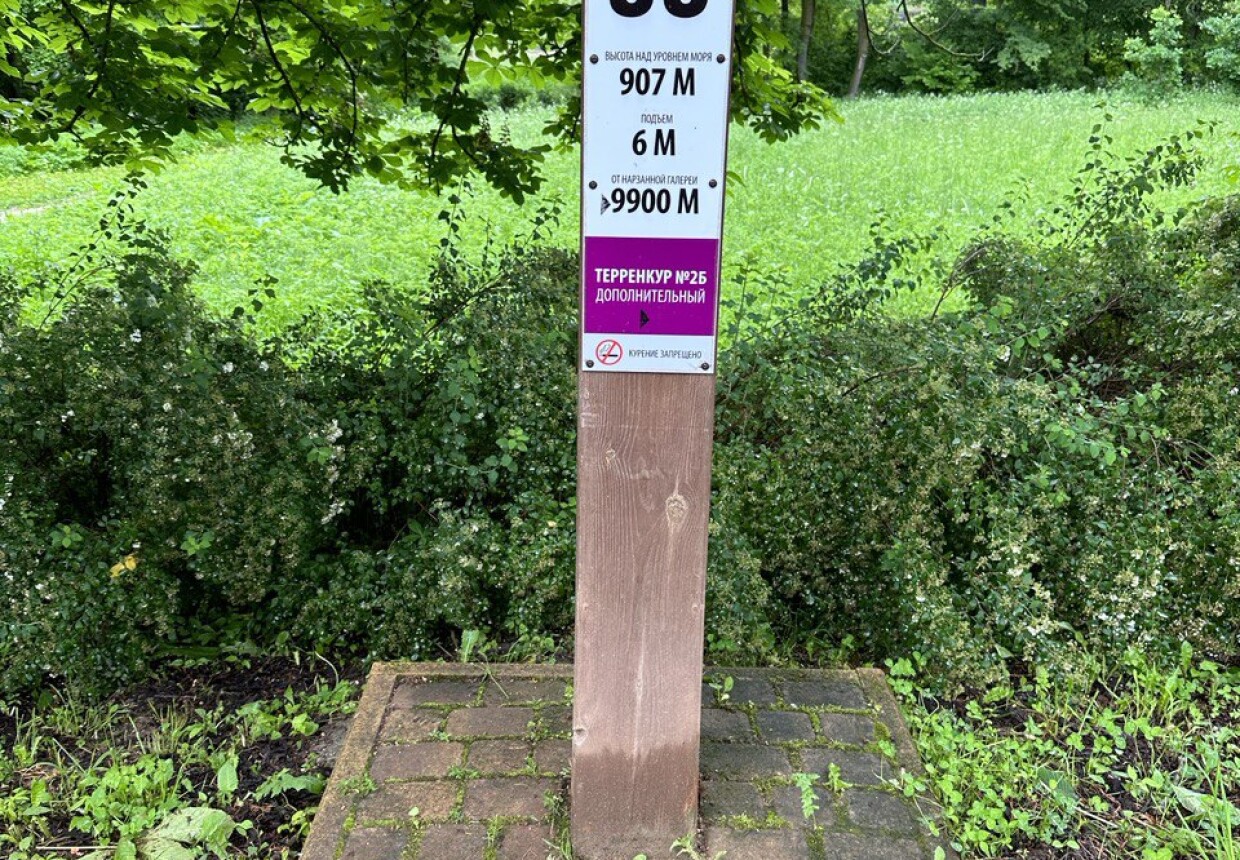 ВЫСОТА НАД УРОВНЕМ МОРЯ
907 М
ПОДЪЕМ
6 М
ОТ НАРЗАННОЙ ГАЛЕРЕИ
9900 М
ТЕРРЕНКУР №2Б
ДОПОЛНИТЕЛЬНЫЙ
КУРЕНИЕ ЗАПРЕЩЕНО